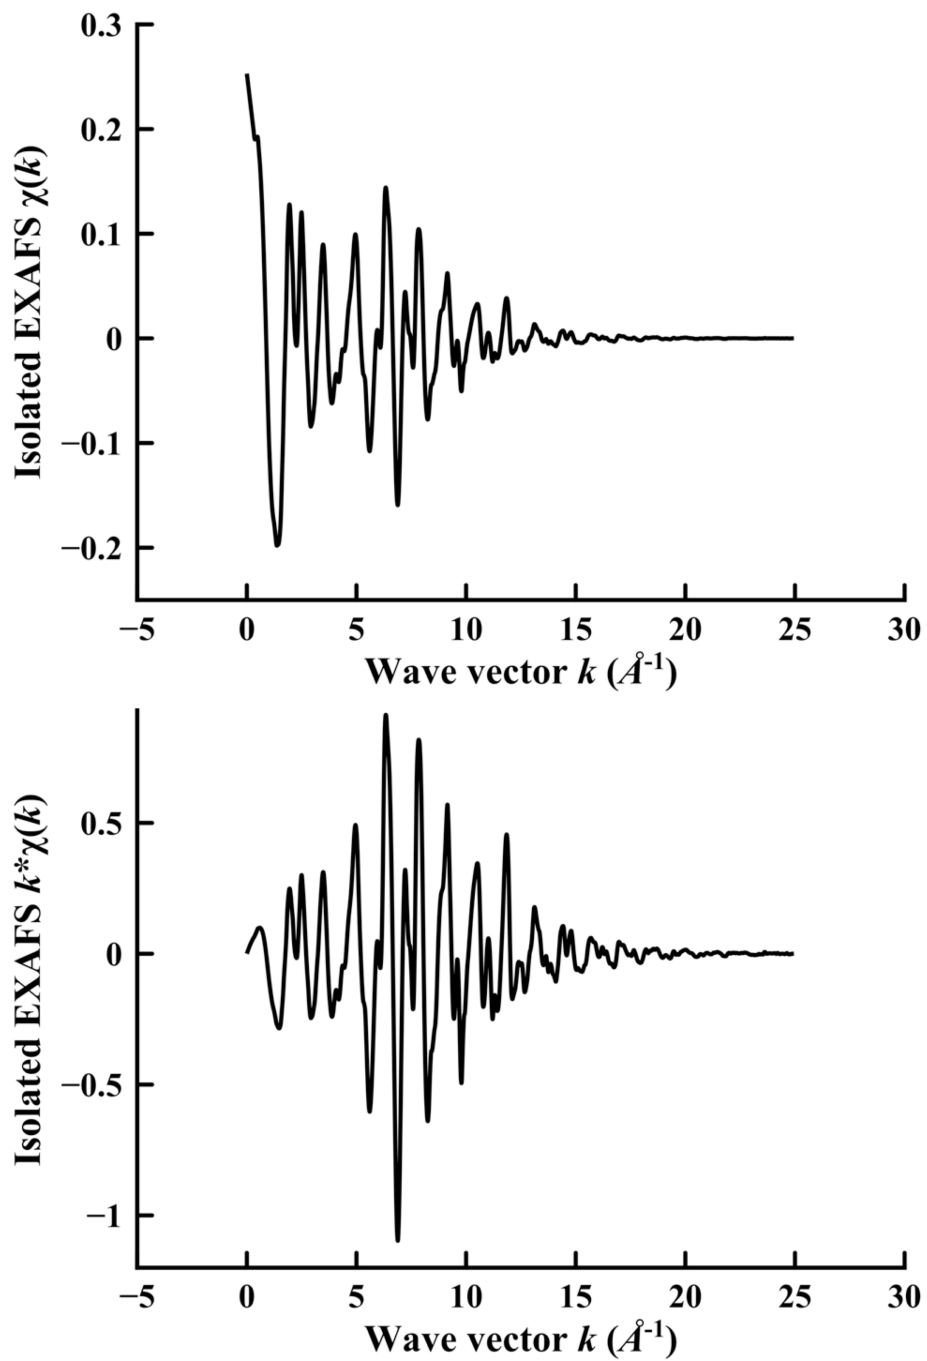 0.3
0.2
0.1
0
−0.1
−0.2
Isolated EXAFS χ(k)
−5 0 5 10 15 20 25 30
Wave vector k (Å-1)
0.5
0
−0.5
−1
Isolated EXAFS k*χ(k)
−5 0 5 10 15 20 25 30
Wave vector k (Å-1)